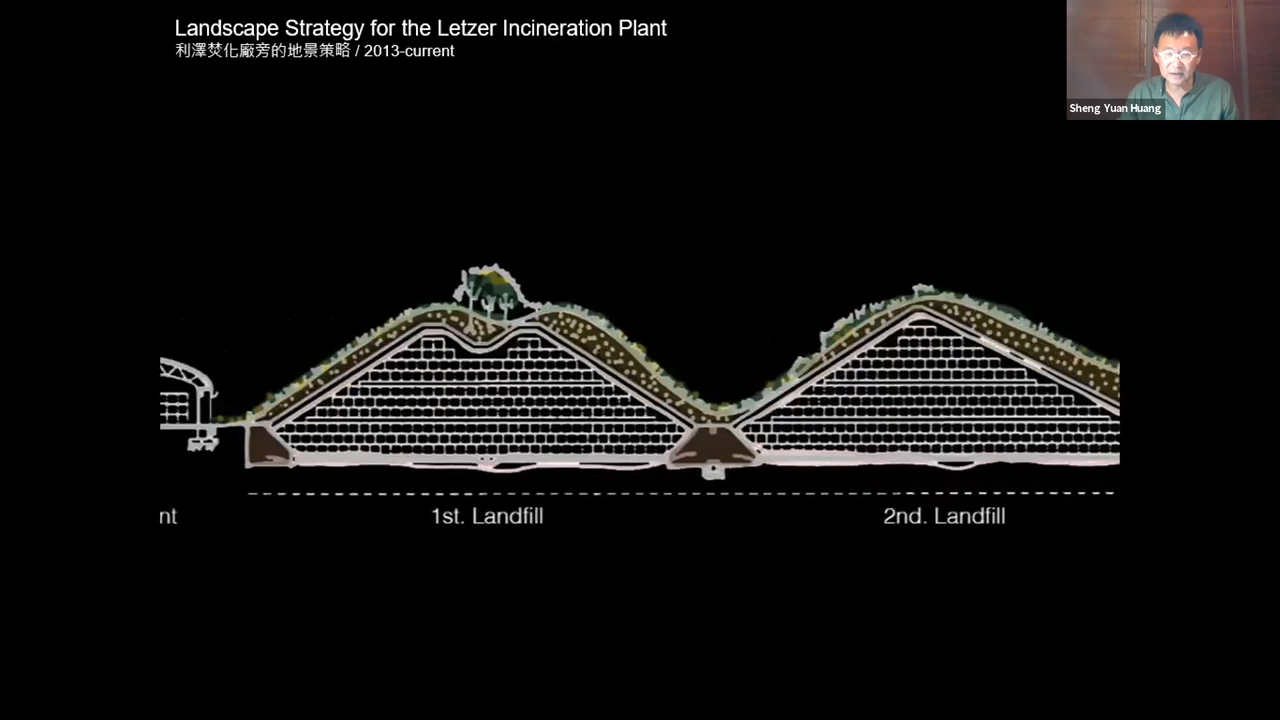 Landscape Strategy for the Letzer Incineration Plant
利澤焚化廠旁的地景策略 / 2013-current
Sheng Yuan Huang
nt
1st. Landfill
2nd. Landfill